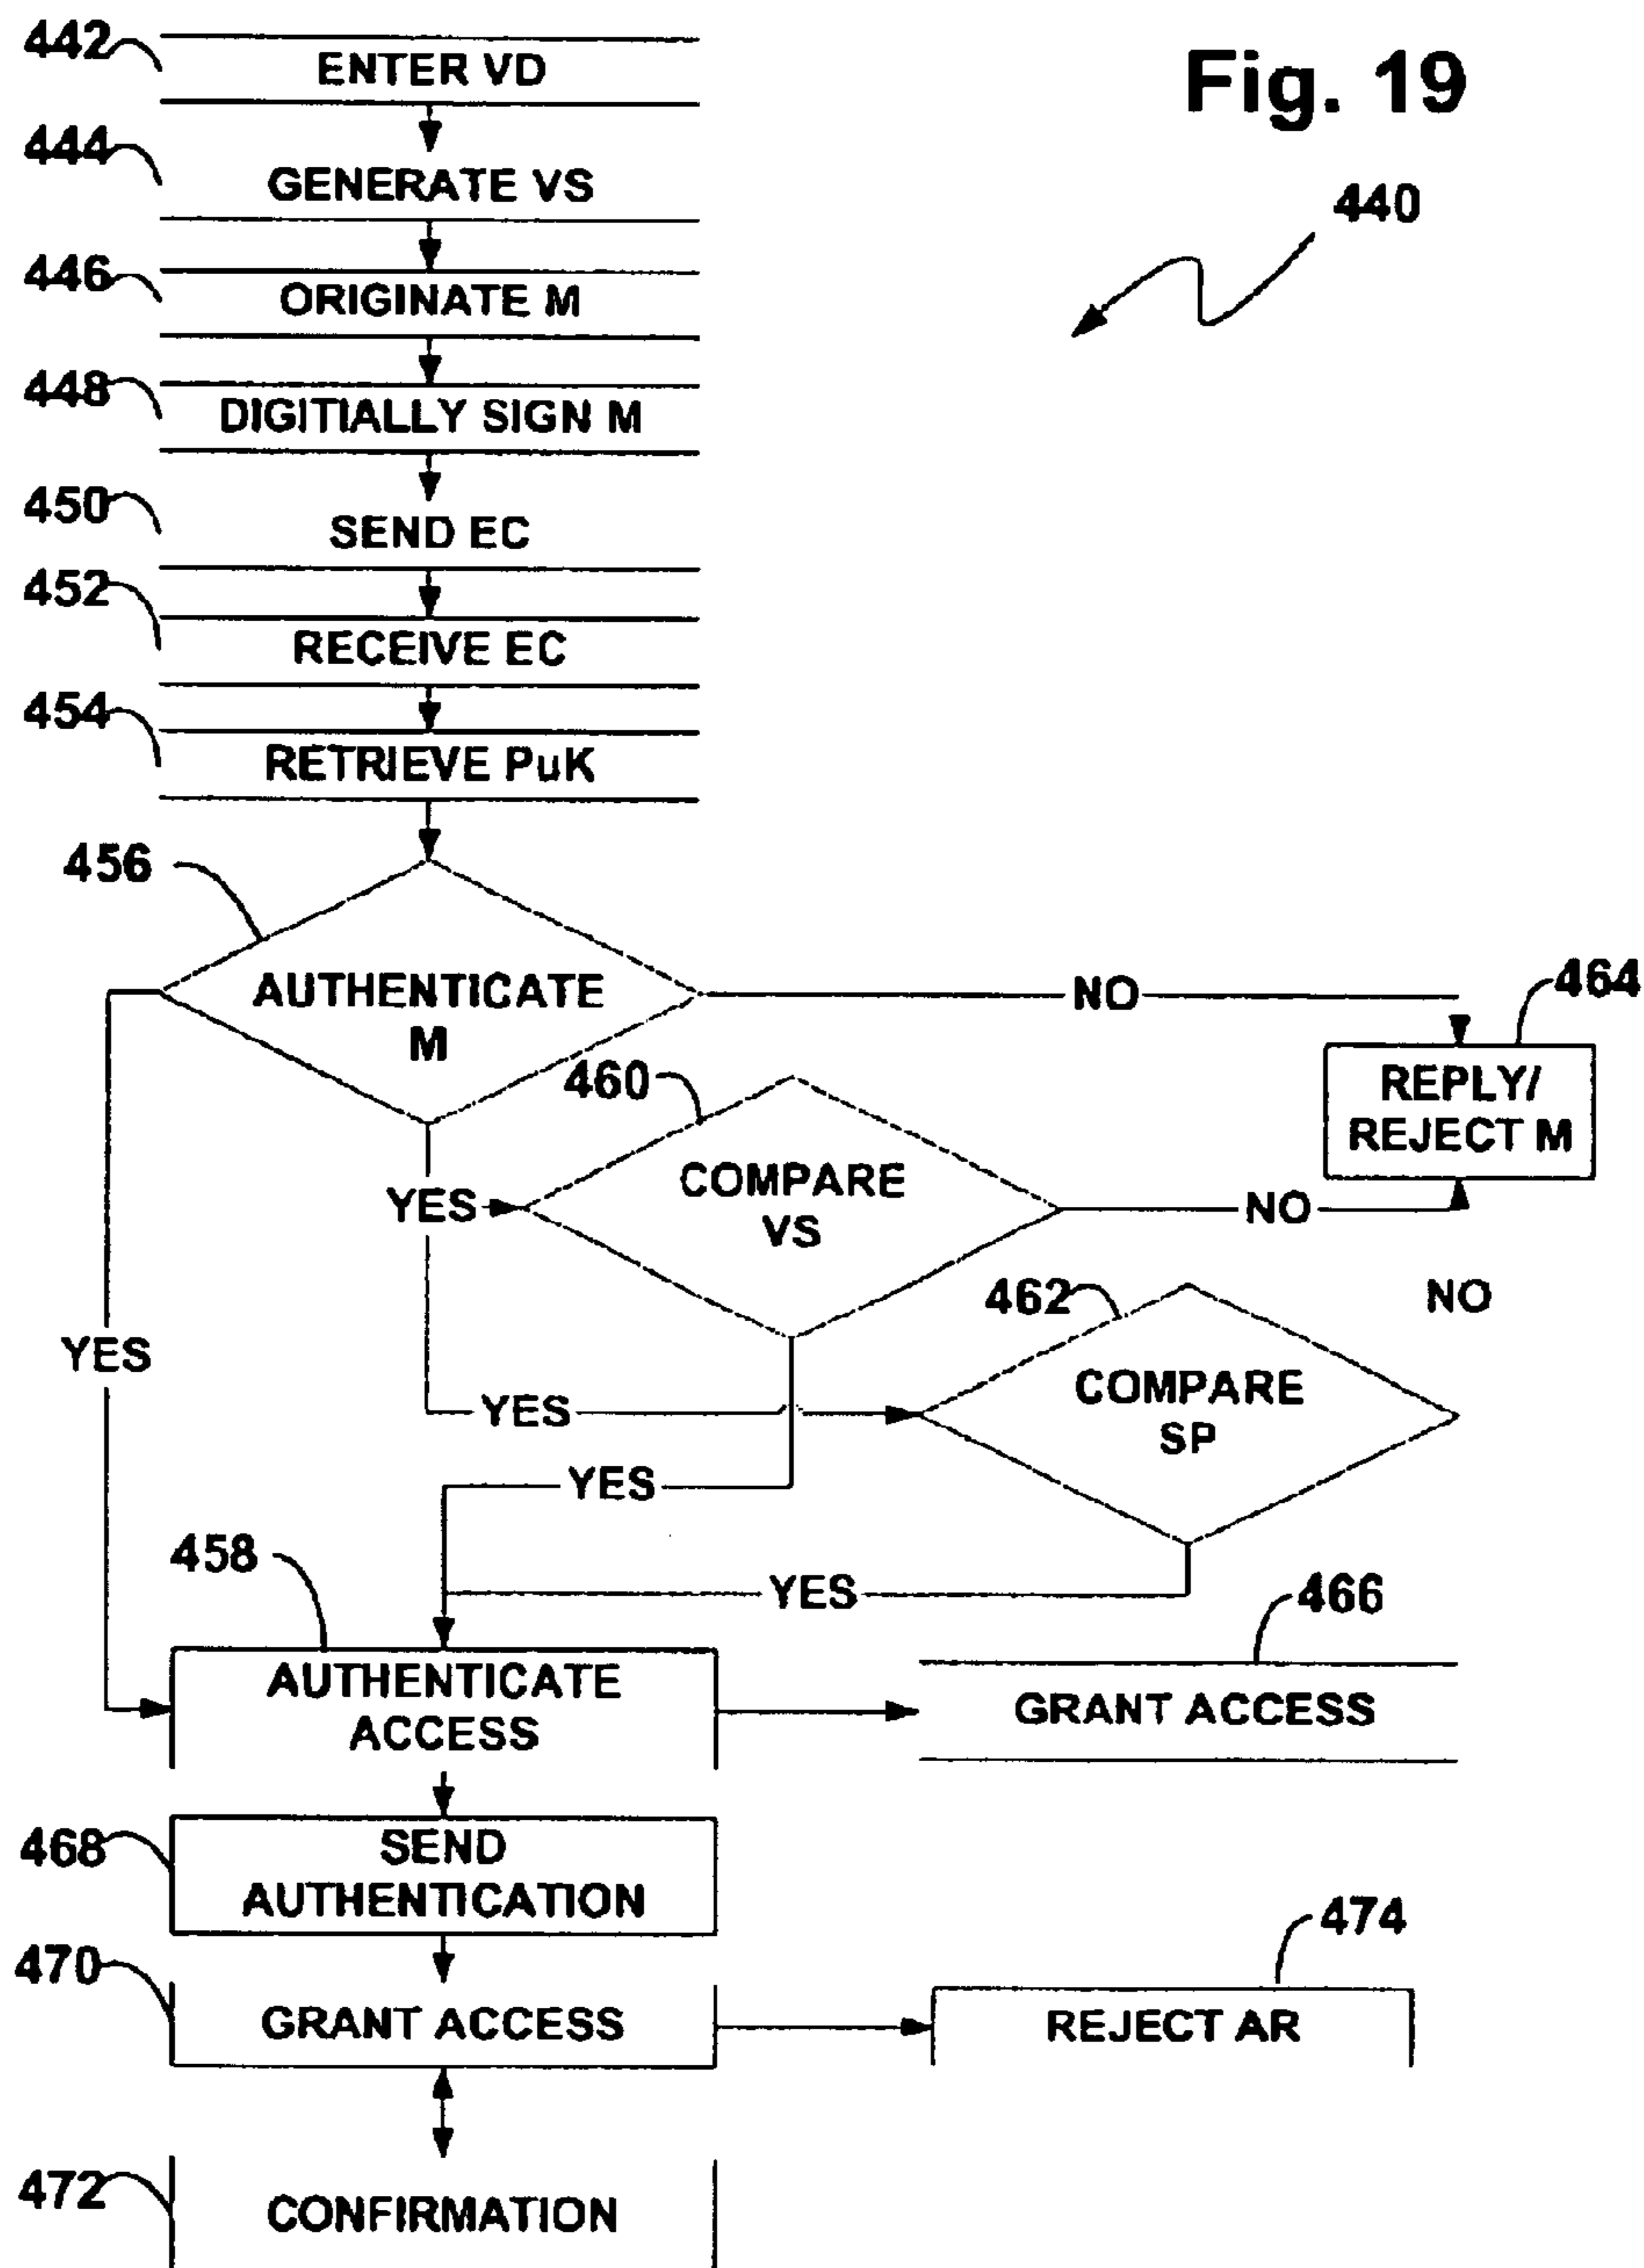 Fig. 19
440
442
ENTER VD
444
GENERATE VS
446
ORIGINATE M
448
DIGITIALLY SIGN M
450
SEND EC
452
RECEIVE EC
454
RETRIEVE PuK
456
AUTHENTICATE
M
NO
464
REPLY/
REJECT M
460
COMPARE
VS
YES
NO
462
NO
COMPARE
SP
YES
YES
YES
YES
458
AUTHENTICATE
ACCESS
466
GRANT ACCESS
468
SEND
AUTHENTICATION
470
GRANT ACCESS
474
REJECT AR
472
CONFIRMATION